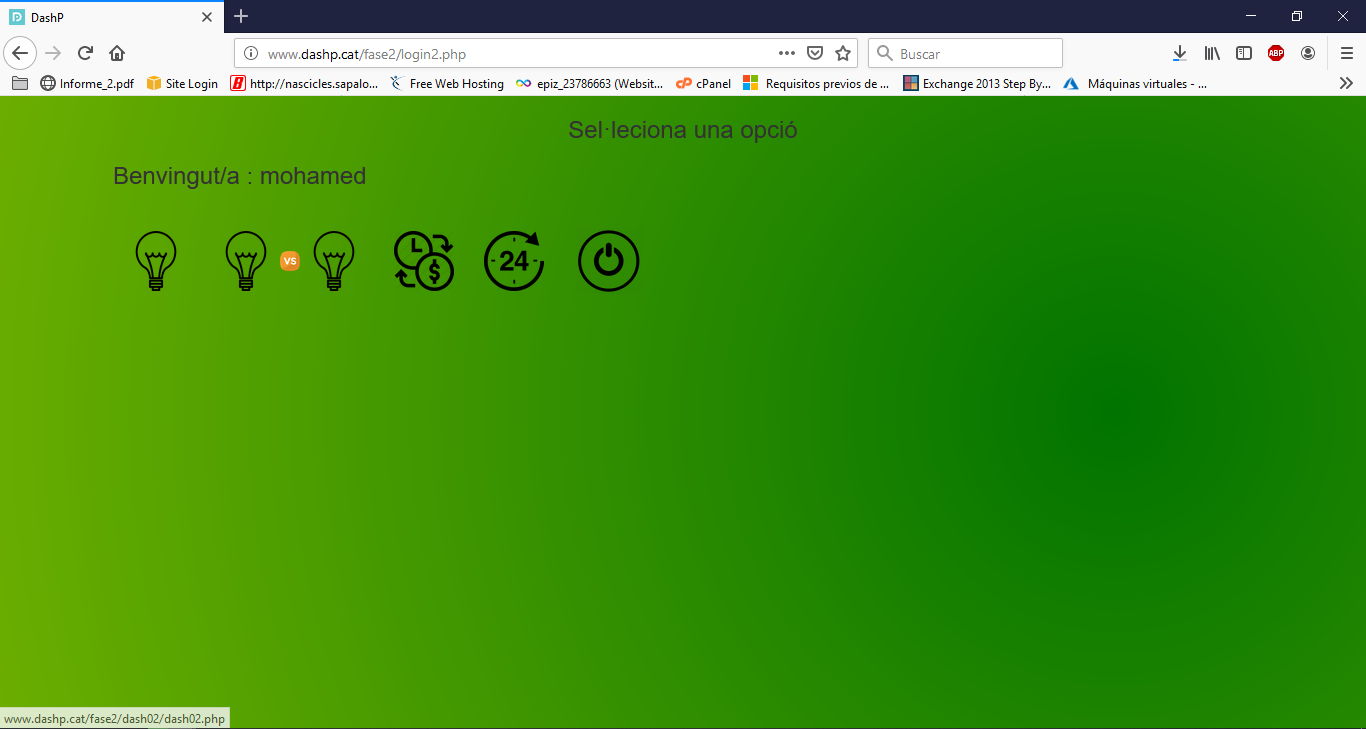 DashP
www.dashp.cat/fase2/login2.php
Buscar
ABP
Informe_2.pdf
Site Login
http://nascicles.sapalo...
Free Web Hosting
epiz_23786663 (Websit...
cPanel
Requisitos previos de ...
Exchange 2013 Step By...
Máquinas virtuales - ...
Sel·leciona una opció
Benvingut/a : mohamed
VS
$
24
www.dashp.cat/fase2/dash02/dash02.php